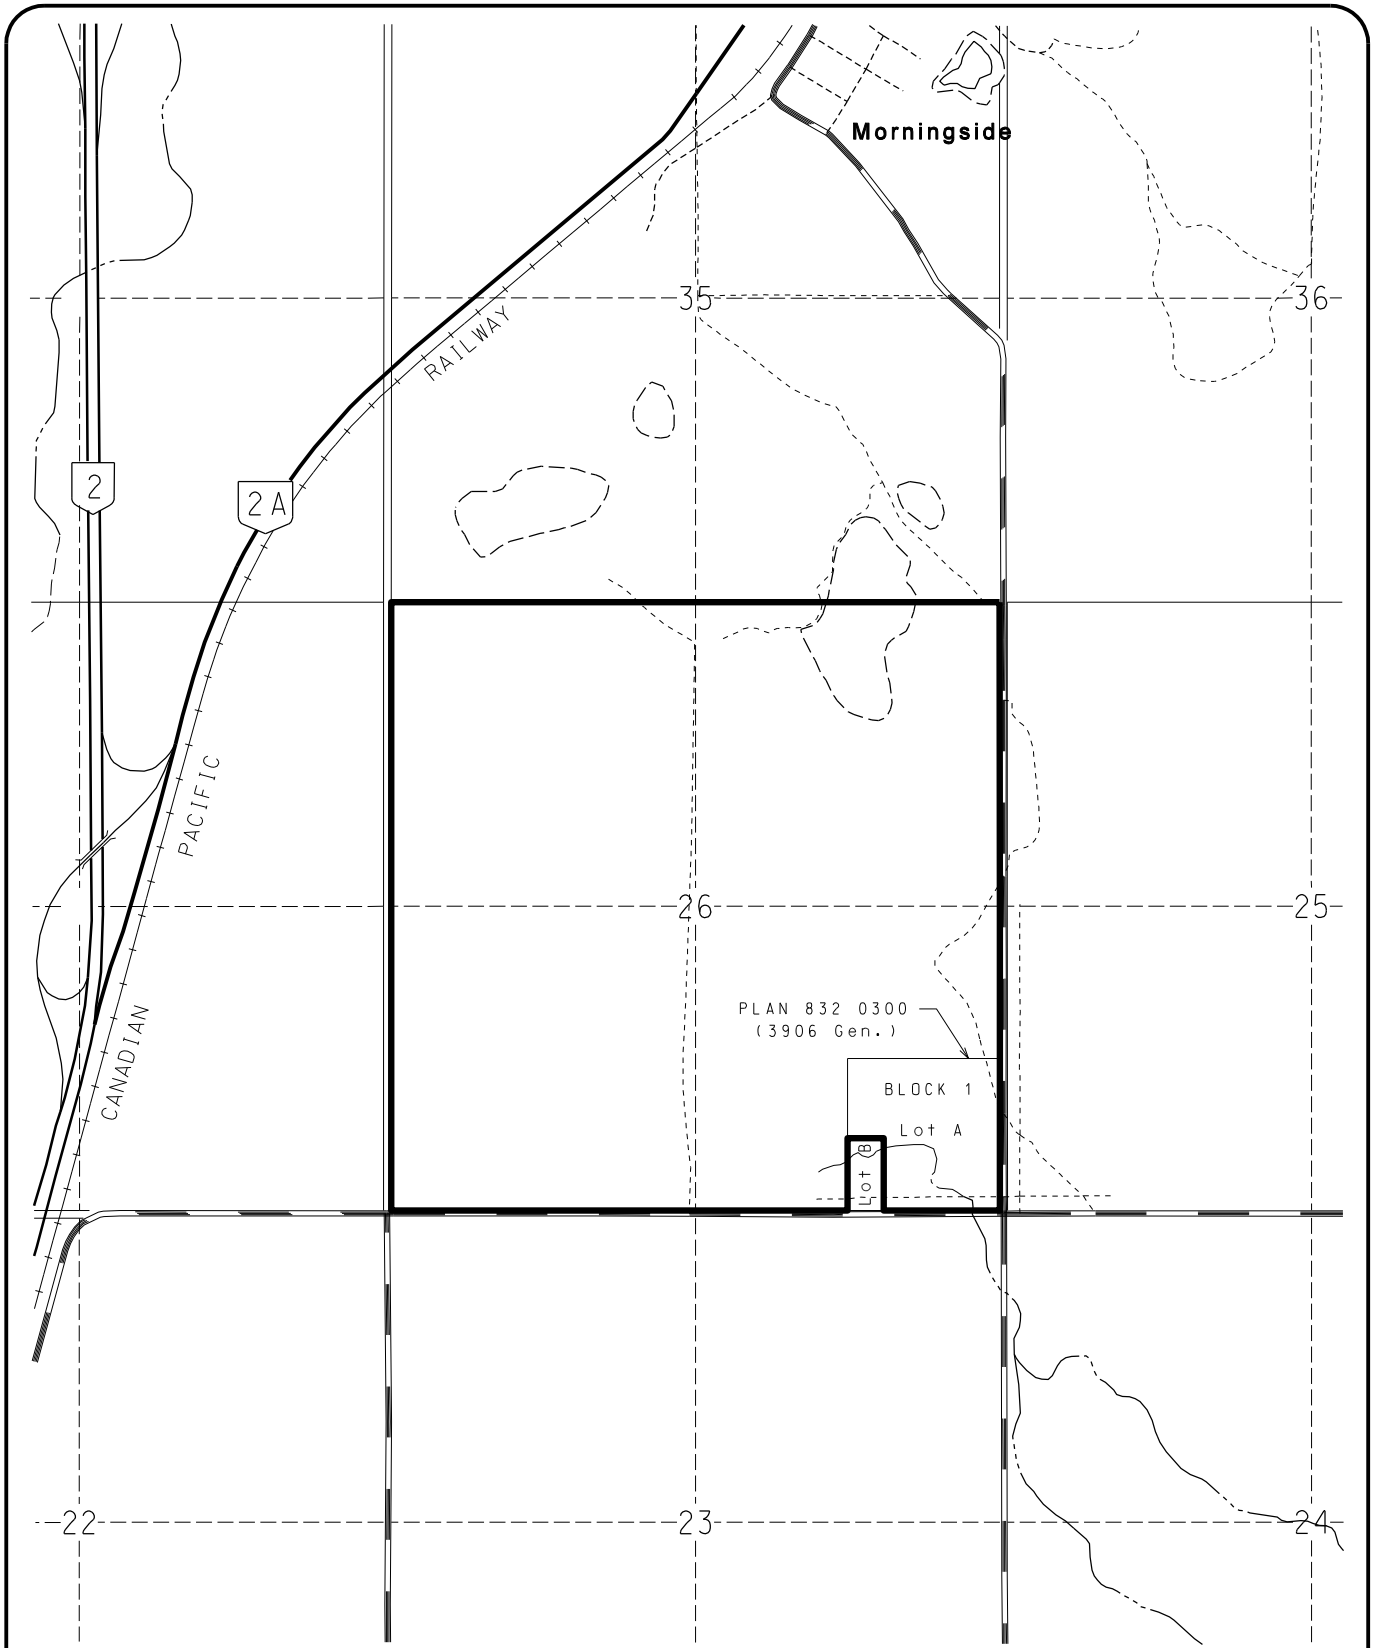 Morningside
35
36
RAILWAY
2
2A
PACIFIC
26
25
PLAN 832 0300
(3906 Gen.)
CANADIAN
BLOCK 1
Lot A
Lot B
22
23
24